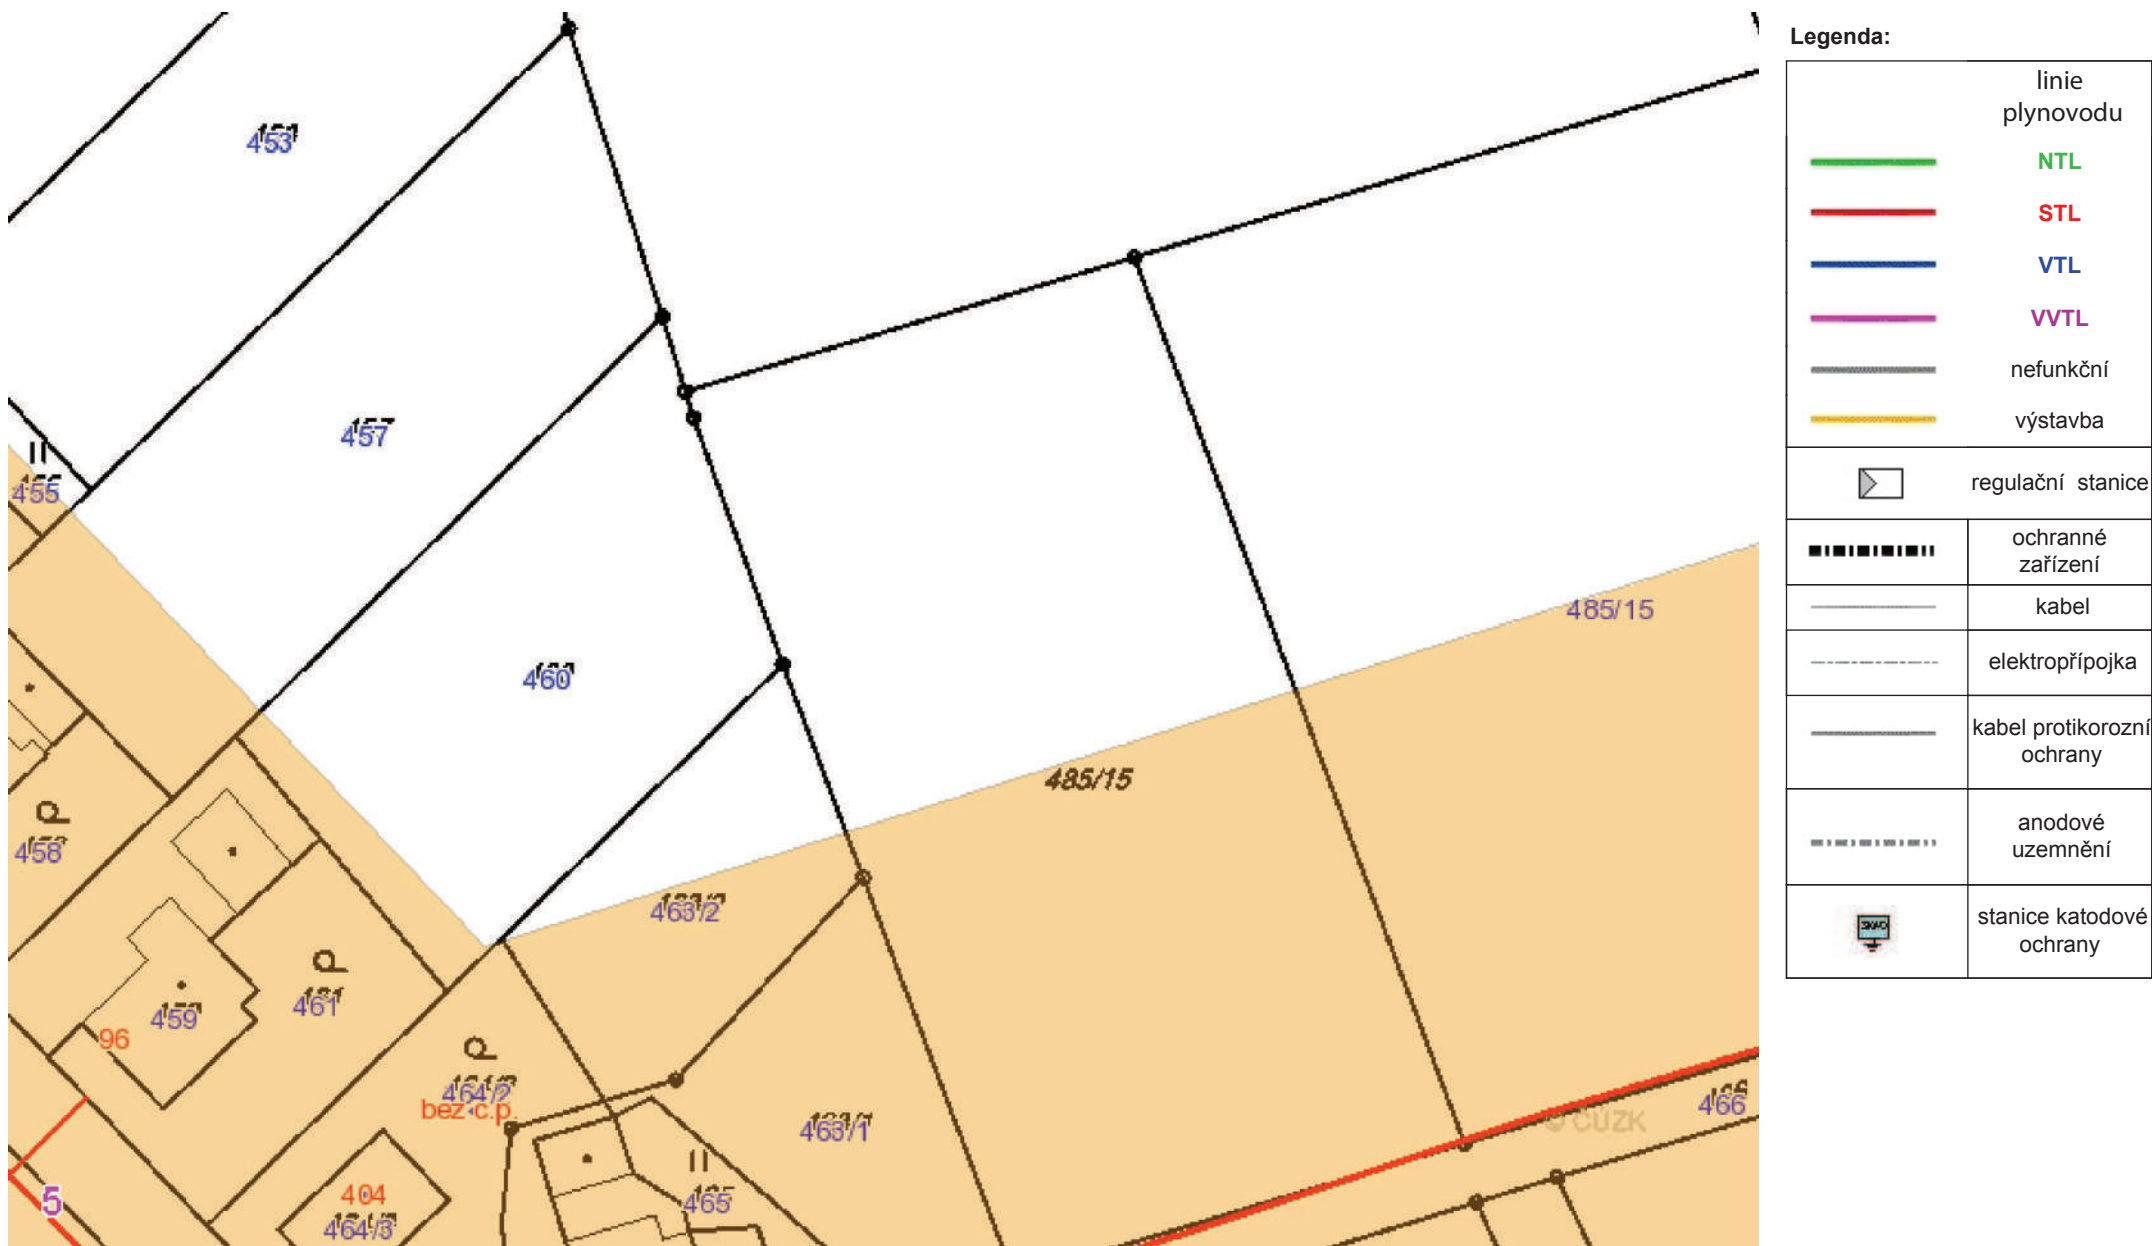 453
457
455
460
485/15
485/15
458
463/2
459
461
96
464/2
bez č.p.
463/1
466
© ČÚZK
465
5
404
464/3
Legenda:
linie
plynovodu
NTL
STL
VTL
VVTL
nefunkční
výstavba
regulační stanice
ochranné
zařízení
kabel
elektropřípojka
kabel protikorozní
ochrany
anodové
uzemnění
SKAO
stanice katodové
ochrany